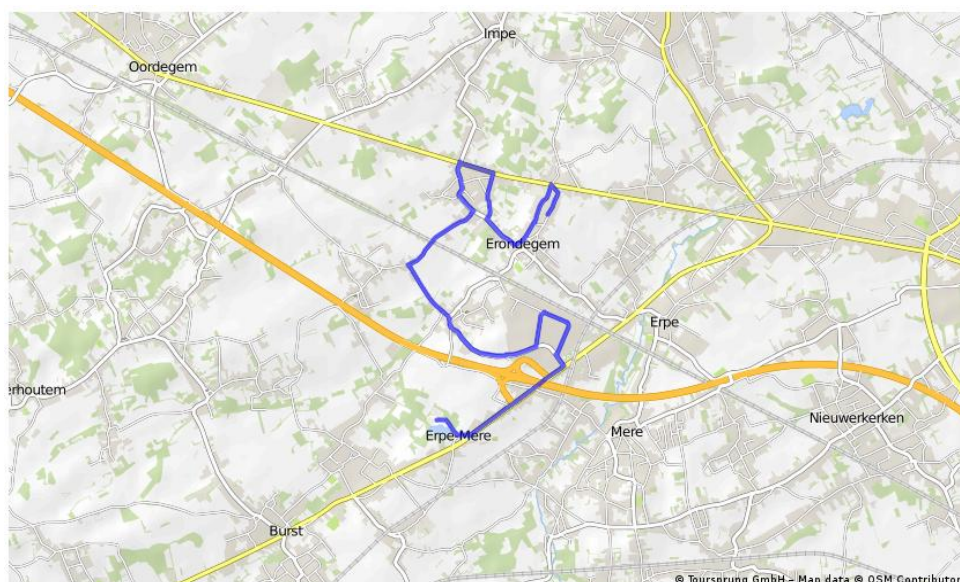 Impe
Oordegem
Erondegem
Erpe
erhoutem
Nieuwerkerken
Erpe-Mere
Mere
Burst
© Toursprung GmbH - Map data © OSM Contributor